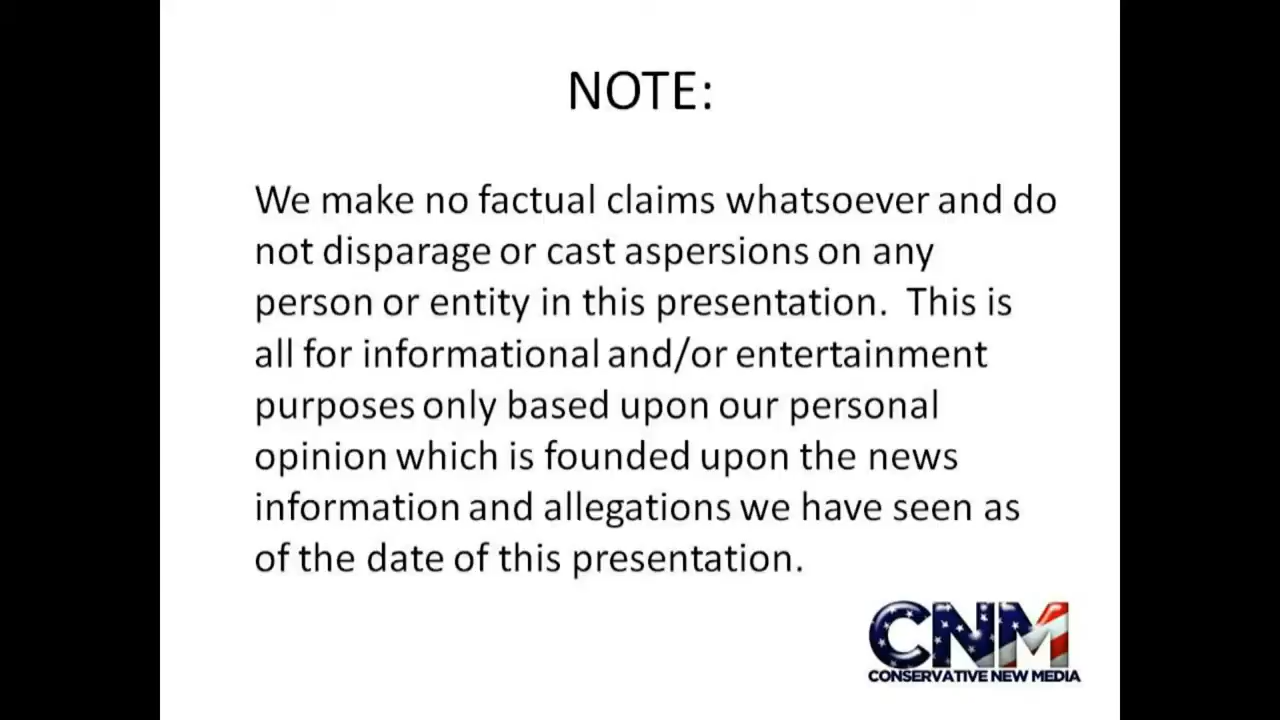 NOTE:
We make no factual claims whatsoever and do
not disparage or cast aspersions on any
person or entity in this presentation.  This is
all for informational and/or entertainment
purposes only based upon our personal
opinion which is founded upon the news
information and allegations we have seen as
of the date of this presentation.
CNM
CONSERVATIVE NEW MEDIA